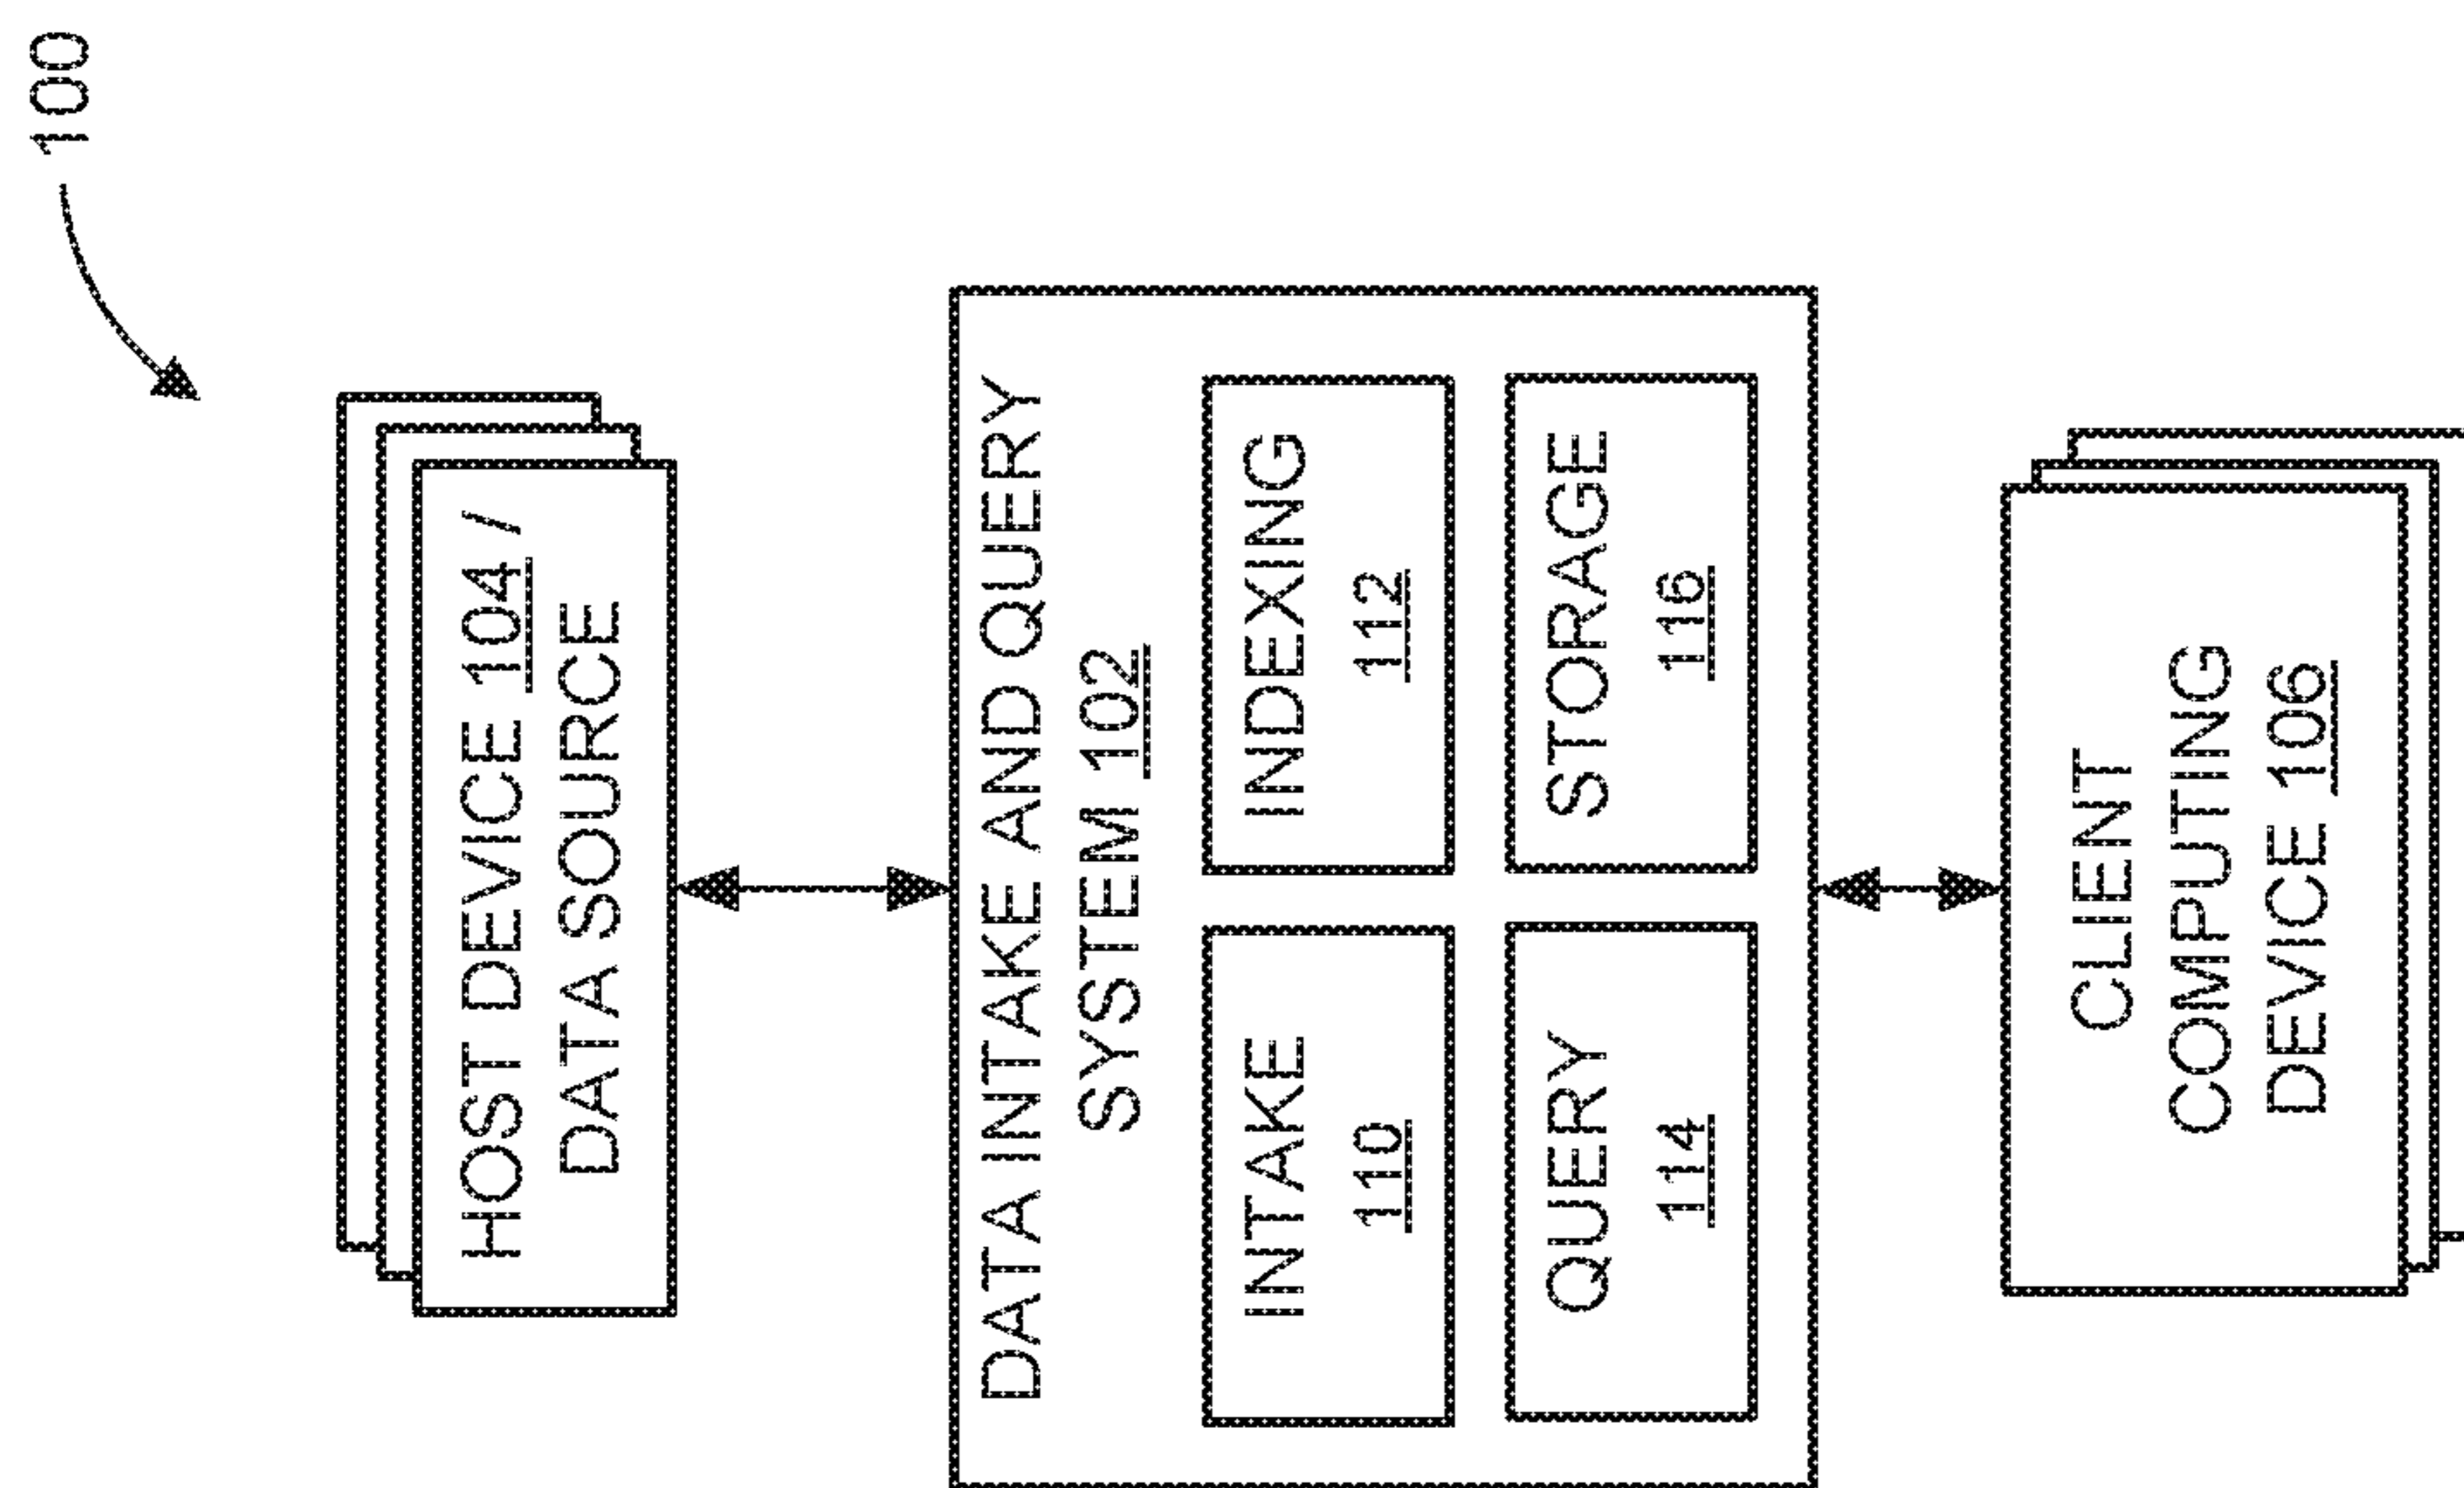 100
HOST DEVICE 104 /
DATA SOURCE
DATA INTAKE AND QUERY
SYSTEM 102
INTAKE
110
INDEXING
112
QUERY
114
STORAGE
116
CLIENT
COMPUTING
DEVICE 106